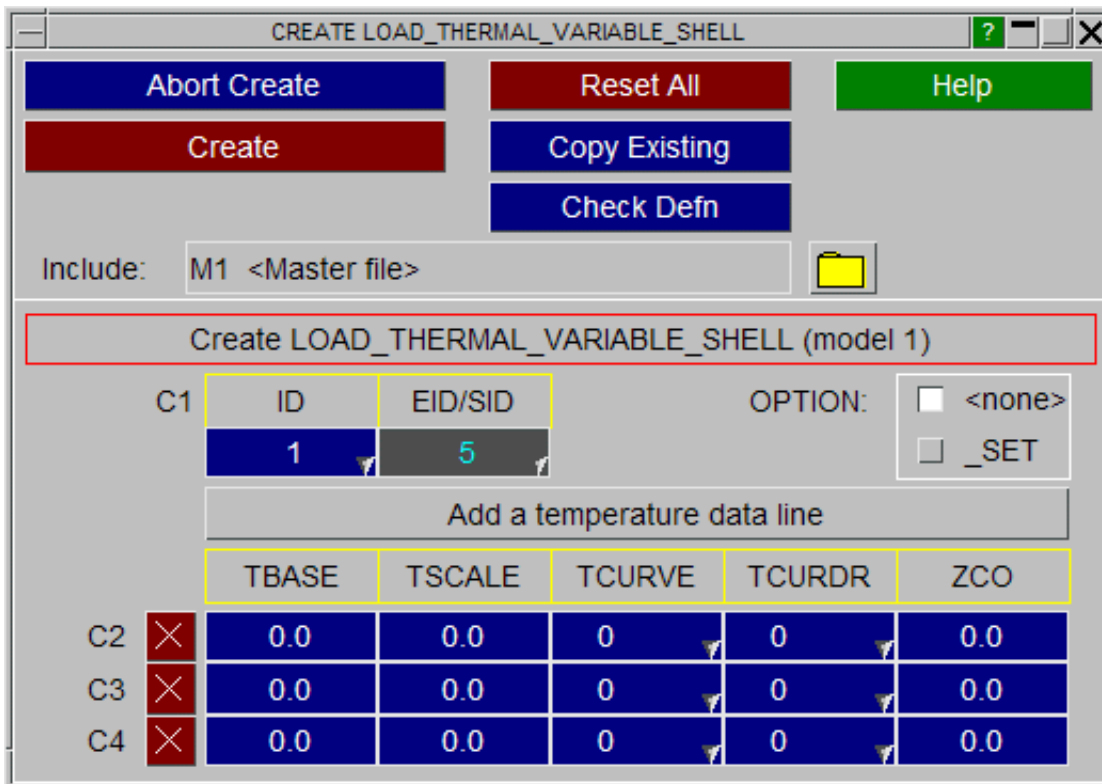 CREATE LOAD_THERMAL_VARIABLE_SHELL ?
Abort Create Reset All Help
Create Copy Existing
Check Defn
Include: M1 <Master file>
Create LOAD_THERMAL_VARIABLE_SHELL (model 1)
C1 ID EID/SID OPTION: <none>
1 5 _SET
Add a temperature data line
TBASE TSCALE TCURVE TCURDR ZCO
C2 0.0 0.0 0 0 0.0
C3 0.0 0.0 0 0 0.0
C4 0.0 0.0 0 0 0.0